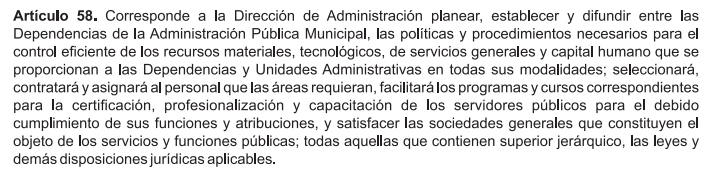 Artículo 58. Corresponde a la Dirección de Administración planear, establecer y difundir entre las
Dependencias de la Administración Pública Municipal, las políticas y procedimientos necesarios para el
control eficiente de los recursos materiales, tecnológicos, de servicios generales y capital humano que se
proporcionan a las Dependencias y Unidades Administrativas en todas sus modalidades; seleccionará,
contratará y asignará al personal que las áreas requieran, facilitará los programas y cursos correspondientes
para la certificación, profesionalización y capacitación de los servidores públicos para el debido
cumplimiento de sus funciones y atribuciones, y satisfacer las sociedades generales que constituyen el
objeto de los servicios y funciones públicas; todas aquellas que contienen superior jerárquico, las leyes y
demás disposiciones jurídicas aplicables.